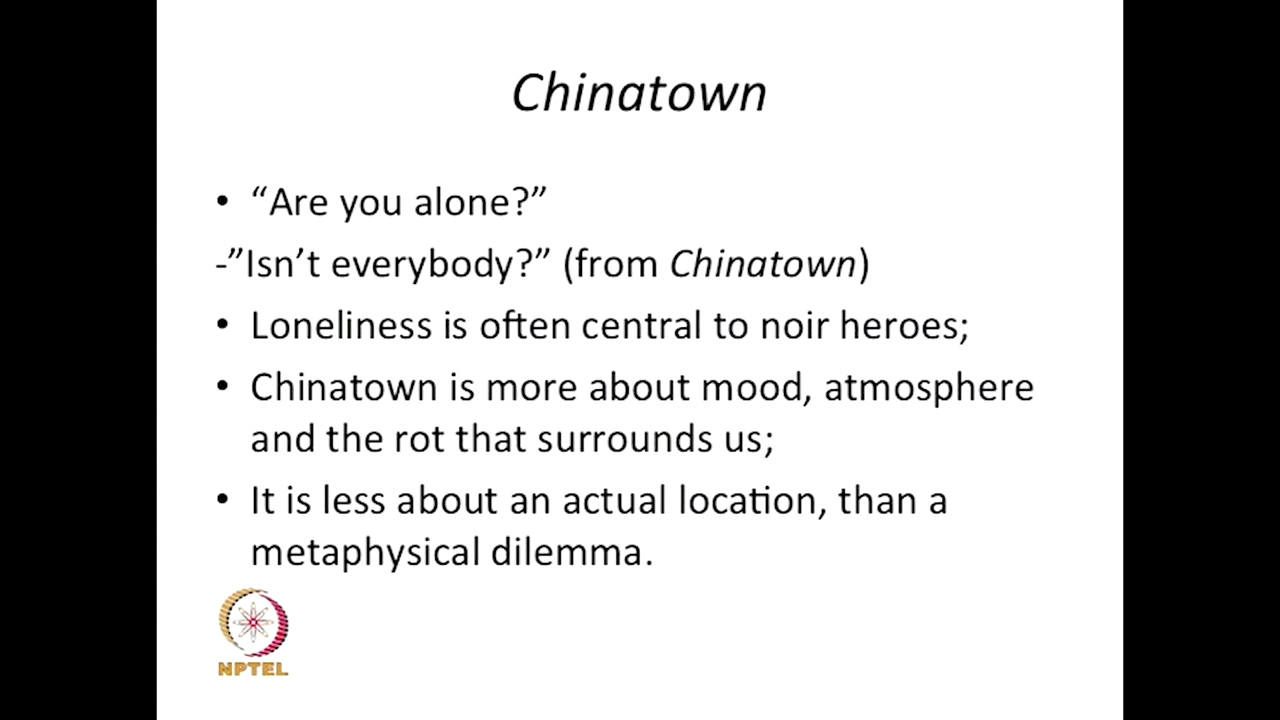 Chinatown
• “Are you alone?”
-”Isn’t everybody?” (from Chinatown)
• Loneliness is often central to noir heroes;
• Chinatown is more about mood, atmosphere
and the rot that surrounds us;
• It is less about an actual location, than a
metaphysical dilemma.
NPTEL